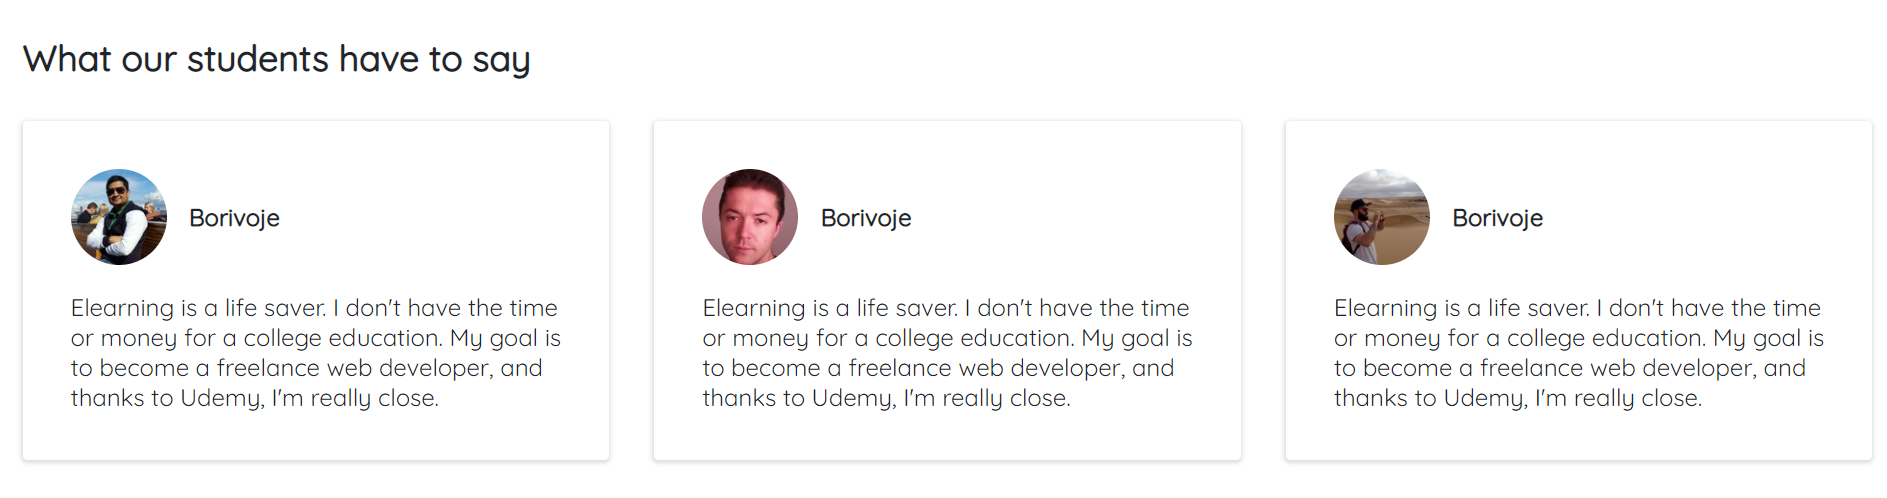 What our students have to say
Borivoje
Elearning is a life saver. I don't have the time
or money for a college education. My goal is
to become a freelance web developer, and
thanks to Udemy, I'm really close.
Borivoje
Elearning is a life saver. I don't have the time
or money for a college education. My goal is
to become a freelance web developer, and
thanks to Udemy, I'm really close.
Borivoje
Elearning is a life saver. I don't have the time
or money for a college education. My goal is
to become a freelance web developer, and
thanks to Udemy, I'm really close.